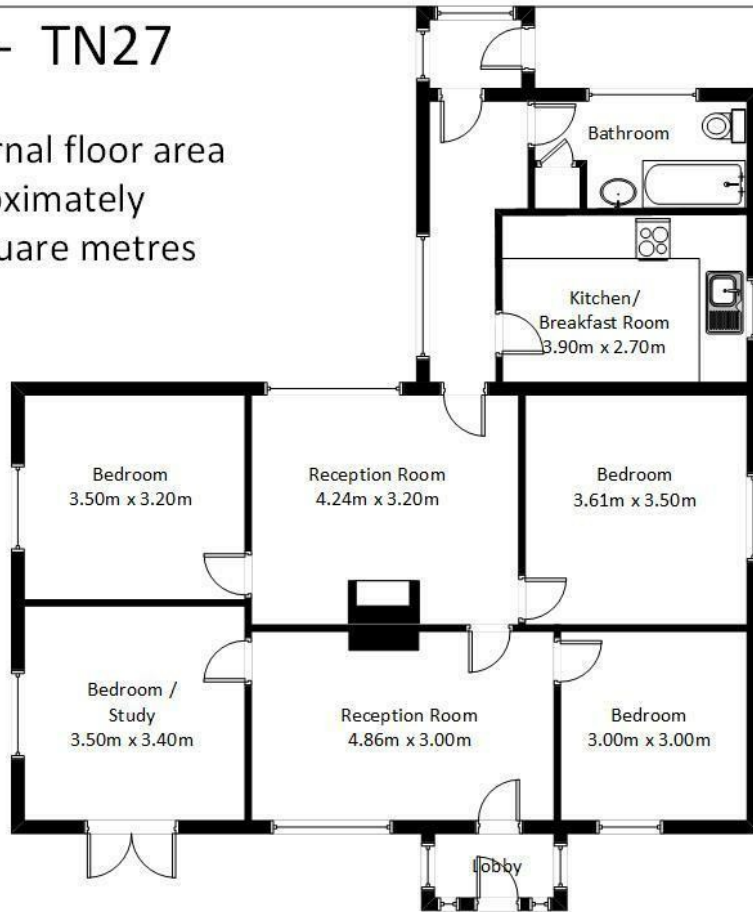 - TN27
rnal floor area
oximately
uare metres
Bathroom
Kitchen/
Breakfast Room
3.90m x 2.70m
Bedroom
3.50m x 3.20m
Reception Room
4.24m x 3.20m
Bedroom
3.61m x 3.50m
Bedroom /
Study
3.50m x 3.40m
Reception Room
4.86m x 3.00m
Bedroom
3.00m x 3.00m
Lobby